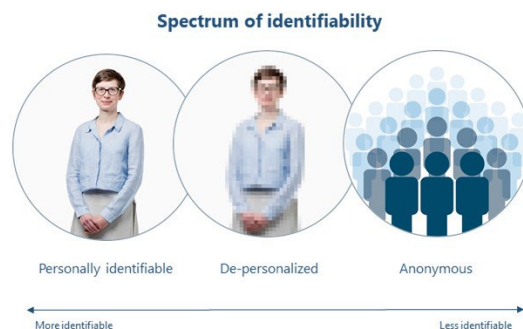 Spectrum of identifiability
Personally identifiable
De-personalized
Anonymous
More identifiable
Less identifiable